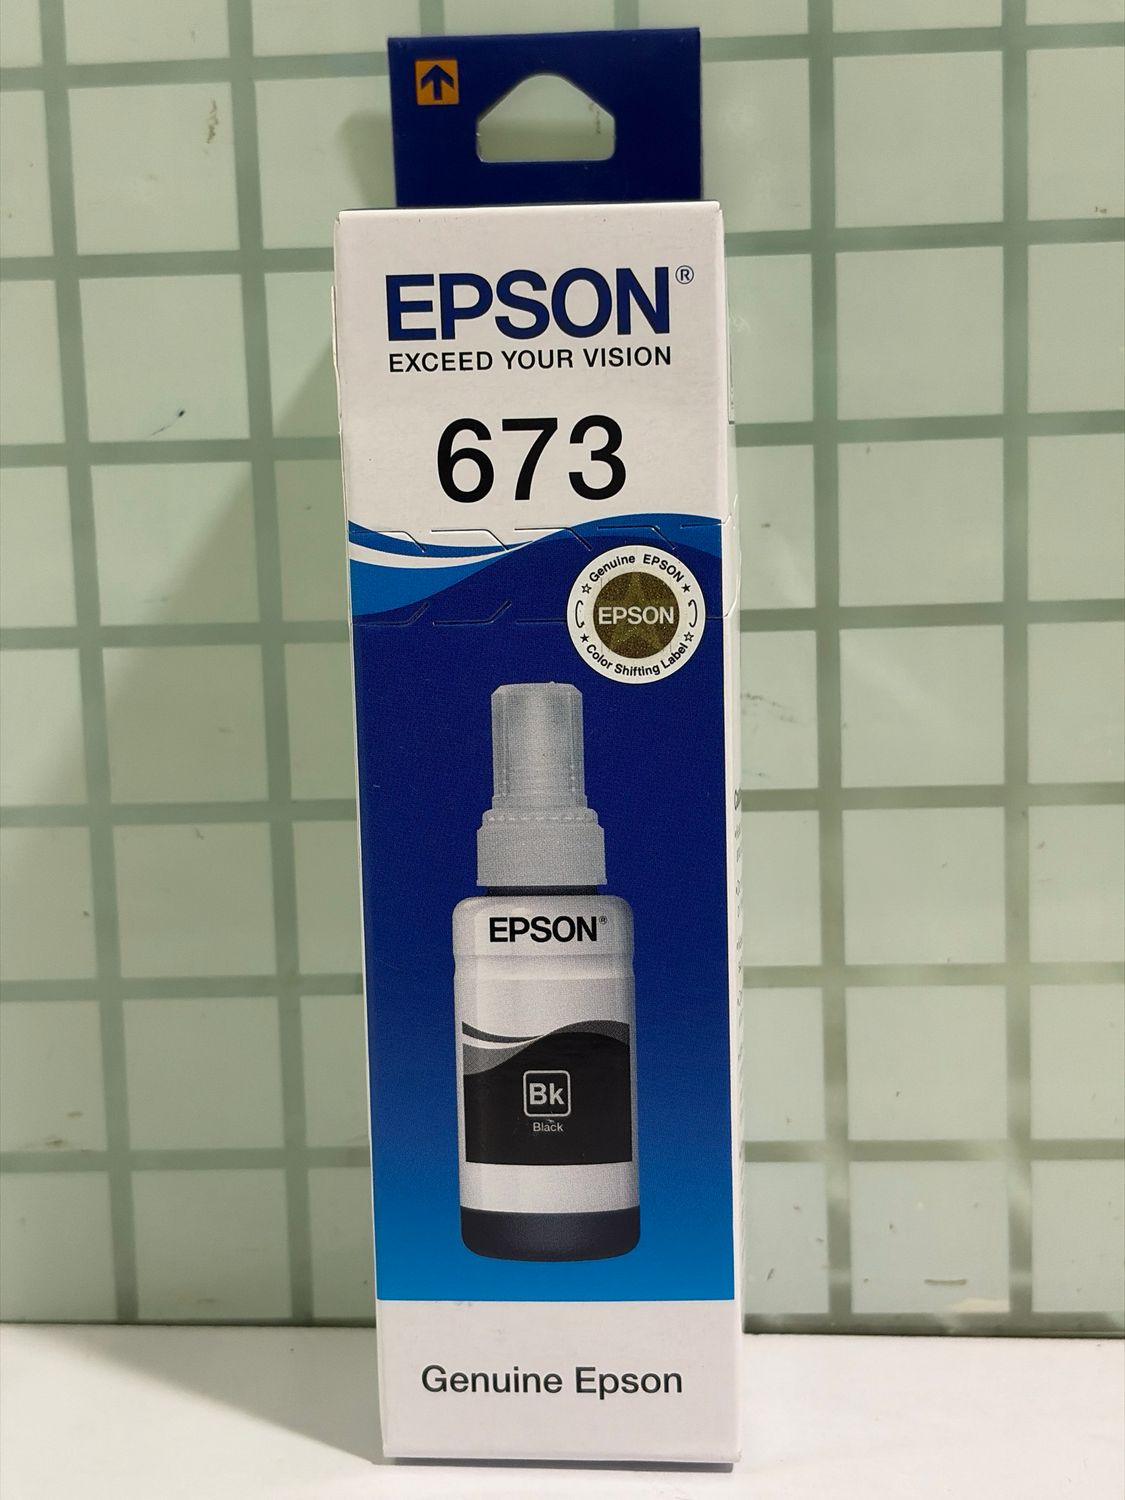 EPSON®
EXCEED YOUR VISION
673
Genuine EPSON
EPSON
Color Shifting Label
EPSON®
Bk
Black
Genuine Epson